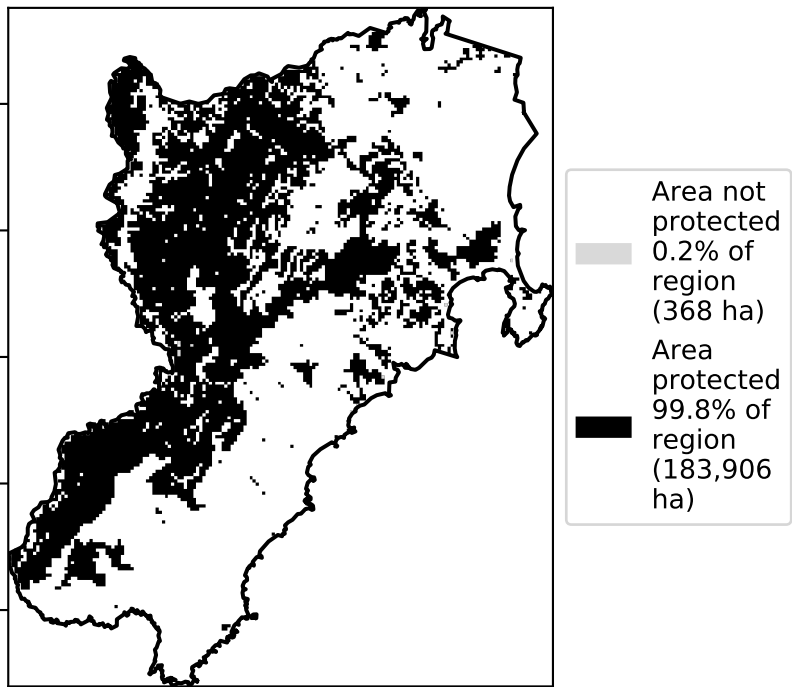 Area not
protected
0.2% of
region
(368 ha)
Area
protected
99.8% of
region
(183,906
ha)